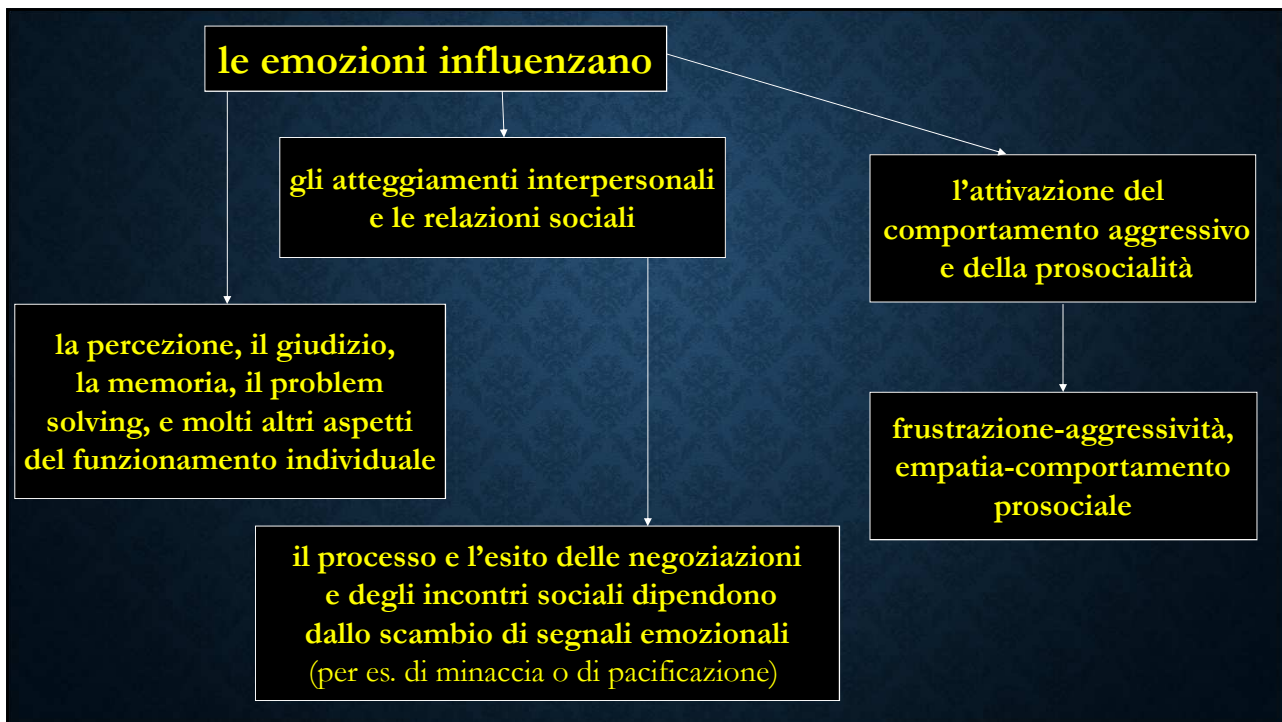 le emozioni influenzano
gli atteggiamenti interpersonali
e le relazioni sociali
l’attivazione del
comportamento aggressivo
e della prosocialità
la percezione, il giudizio,
la memoria, il problem
solving, e molti altri aspetti
del funzionamento individuale
frustrazione-aggressività,
empatia-comportamento
prosociale
il processo e l’esito delle negoziazioni
e degli incontri sociali dipendono
dallo scambio di segnali emozionali
(per es. di minaccia o di pacificazione)